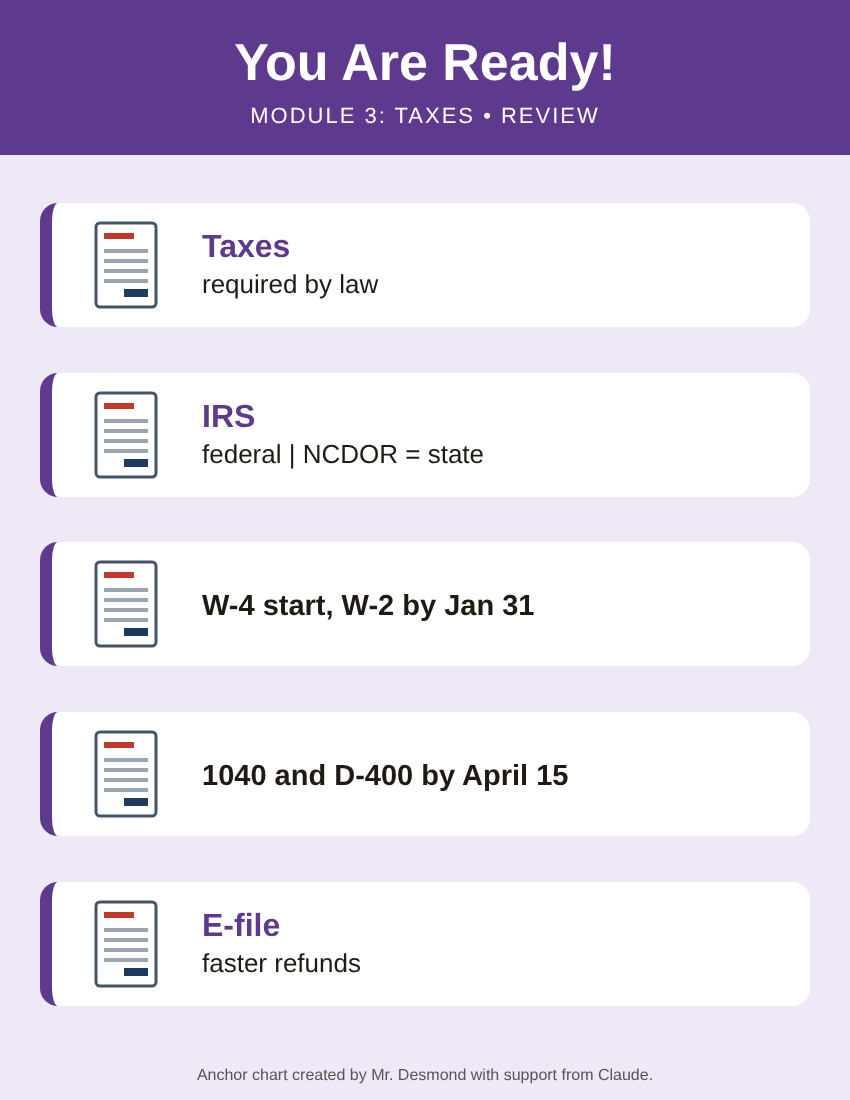 You Are Ready!
MODULE 3: TAXES • REVIEW
Taxes
required by law
IRS
federal | NCDOR = state
W-4 start, W-2 by Jan 31
1040 and D-400 by April 15
E-file
faster refunds
Anchor chart created by Mr. Desmond with support from Claude.